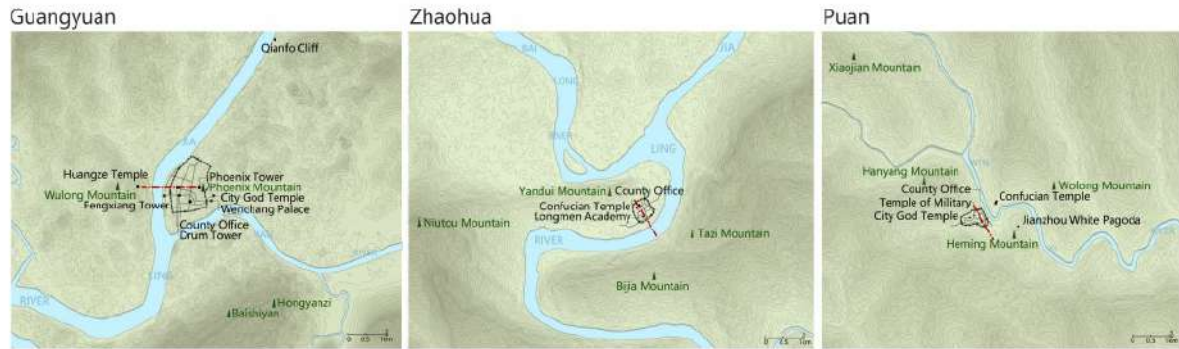 Guangyuan
Qianfo Cliff
JIA
Huangze Temple
Phoenix Tower
Wulong Mountain
Phoenix Mountain
City God Temple
Fengxiang Tower
Wenchang Palace
County Office
Drum Tower
LING
RIVER
Hongyanzi
Baishiyan
Zhaohua
BAI
JIA
LONG
RIVER
LING
Yandui Mountain
County Office
Confucian Temple
Longmen Academy
Niutou Mountain
Tazi Mountain
RIVER
Bijia Mountain
Puan
Xiaojian Mountain
Hanyang Mountain
County Office
Wolong Mountain
Confucian Temple
Temple of Military
City God Temple
Jianzhou White Pagoda
Heming Mountain